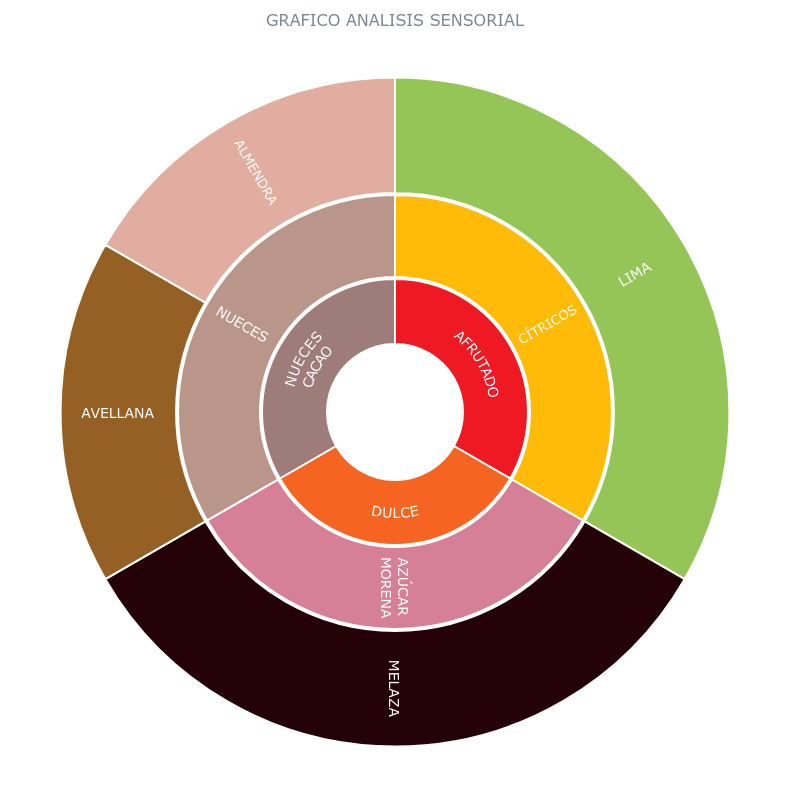 GRAFICO ANALISIS SENSORIAL
ALMENDRA
LIMA
NUECES
CÍTRICOS
NUECES
CACAO
AFRUTADO
AVELLANA
DULCE
AZÚCAR
MORENA
MELAZA